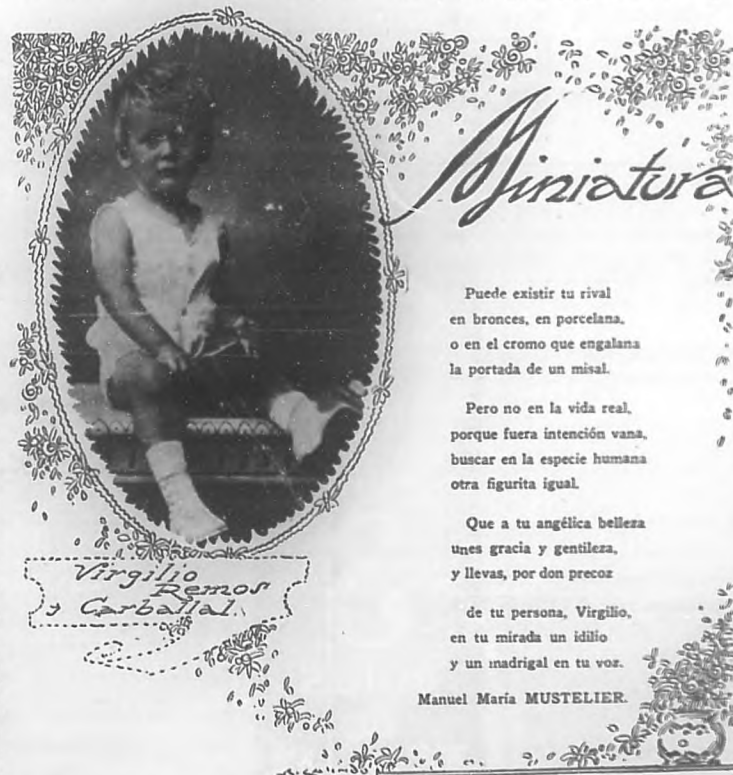 Miniatura
Puede existir tu rival
en bronces, en porcelana,
o en el cromo que engalana
la portada de un misal.
Pero no en la vida real,
porque fuera intención vana,
buscar en la especie humana
otra figurita igual.
Que a tu angélica belleza
unes gracia y gentileza,
y llevas, por don precoz
de tu persona, Virgilio,
en tu mirada un idilio
y un madrigal en tu voz.
Manuel María MUSTELIER.
Virgilio
Remos
y Carballal.